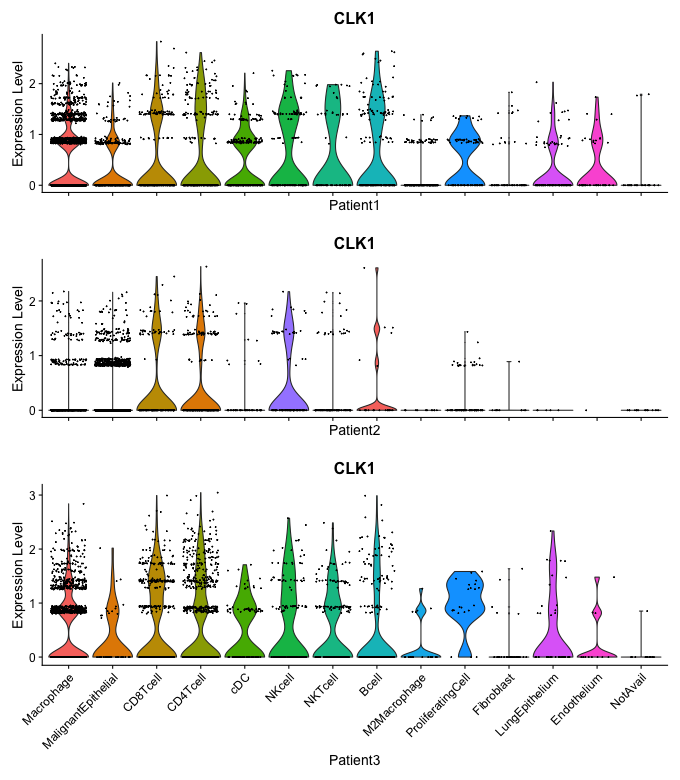 CLK1
Expression Level
2
1
0
Patient1
CLK1
Expression Level
2
1
0
Patient2
CLK1
Expression Level
3
2
1
0
Macrophage
MalignantEpithelial
CD8Tcell
CD4Tcell
cDC
NKcell
NKTcell
Bcell
M2Macrophage
ProliferatingCell
Fibroblast
LungEpithelium
Endothelium
NotAvail
Patient3